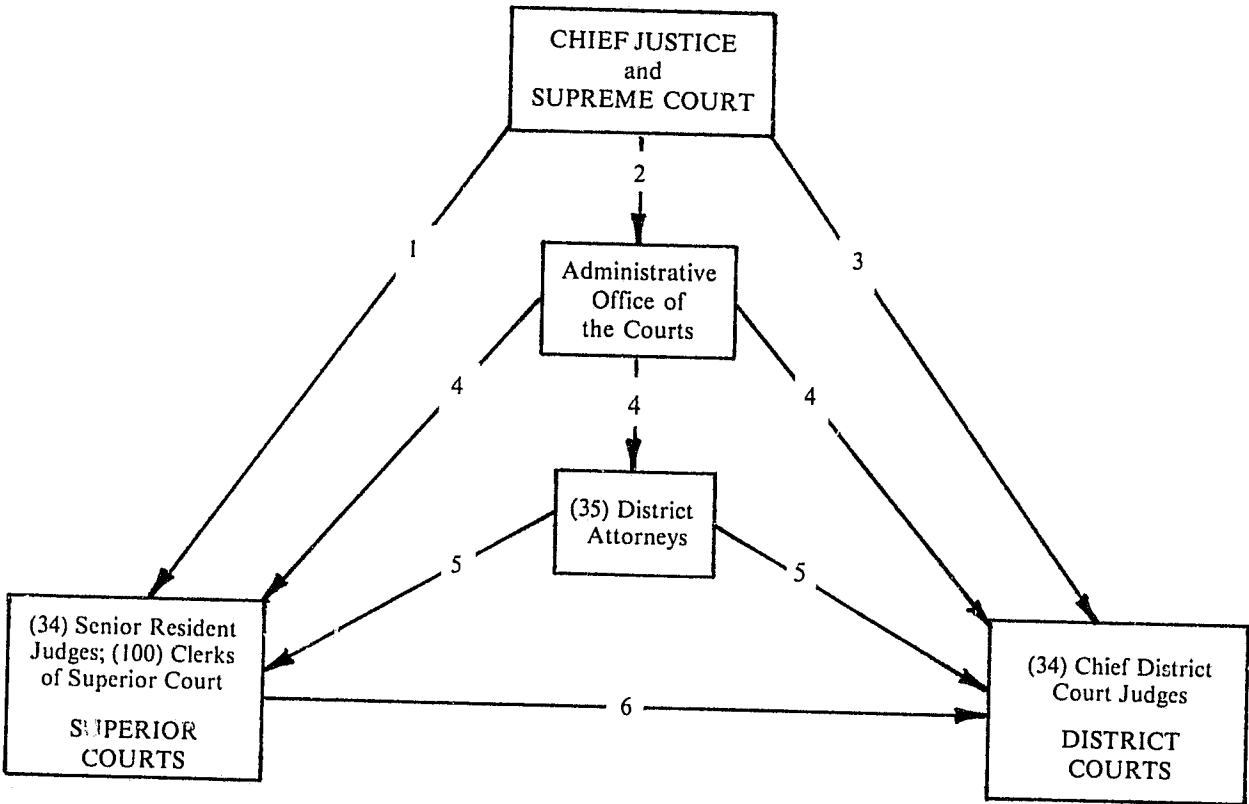 CHIEF JUSTICE
and
SUPREME COURT
2
1
3
Administrative
Office of
the Courts
4
4
4
(35) District
Attorneys
5
5
(34) Senior Resident
Judges; (100) Clerks
of Superior Court
SUPERIOR
COURTS
6
(34) Chief District
Court Judges
DISTRICT
COURTS